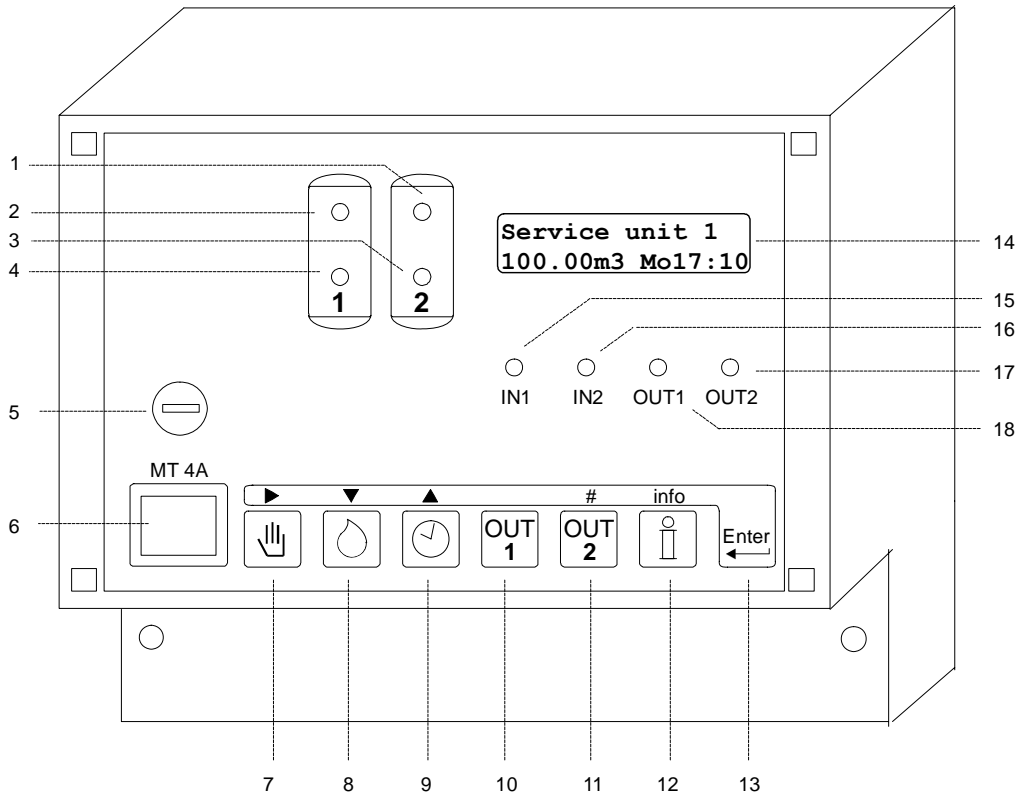 1
2
3
4
1 2
Service unit 1
100.00m3 Mo17:10
14
15
16
17
18
IN1 IN2 OUT1 OUT2
5
MT 4A
6
▶ ▼ ▲ # info
OUT 1
OUT 2
Enter
7 8 9 10 11 12 13